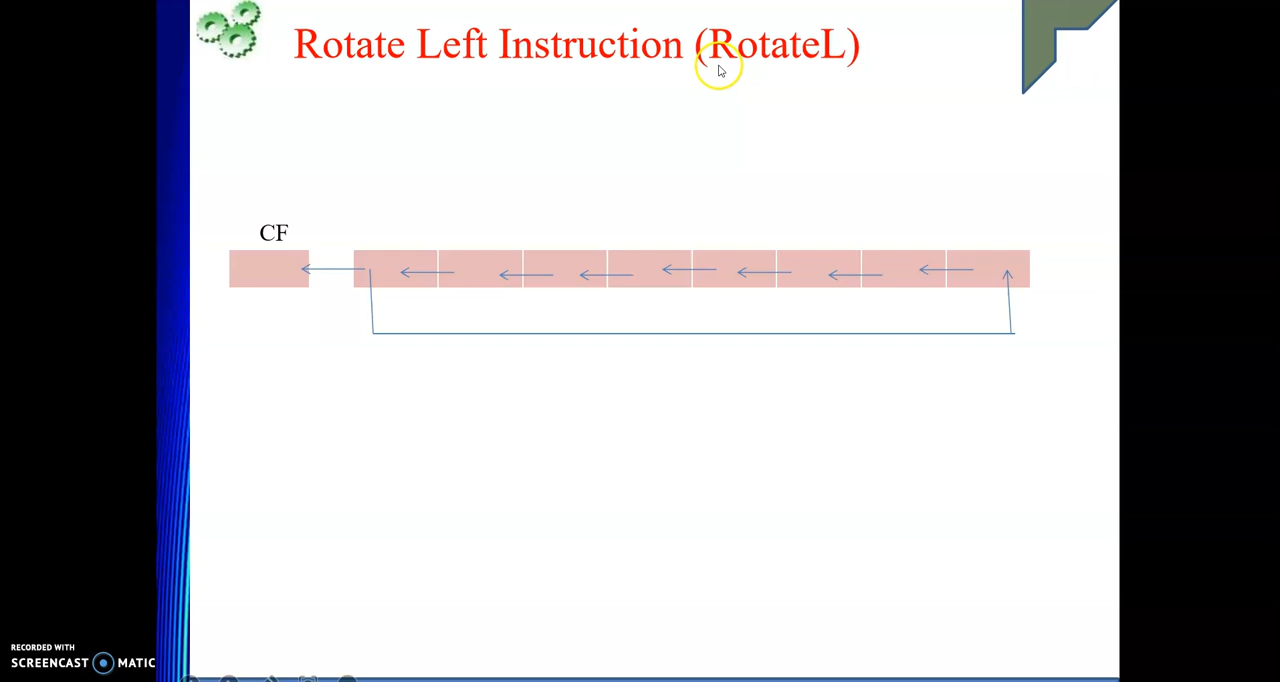 Rotate Left Instruction (RotateL)
CF
RECORDED WITH
SCREENCAST MATIC